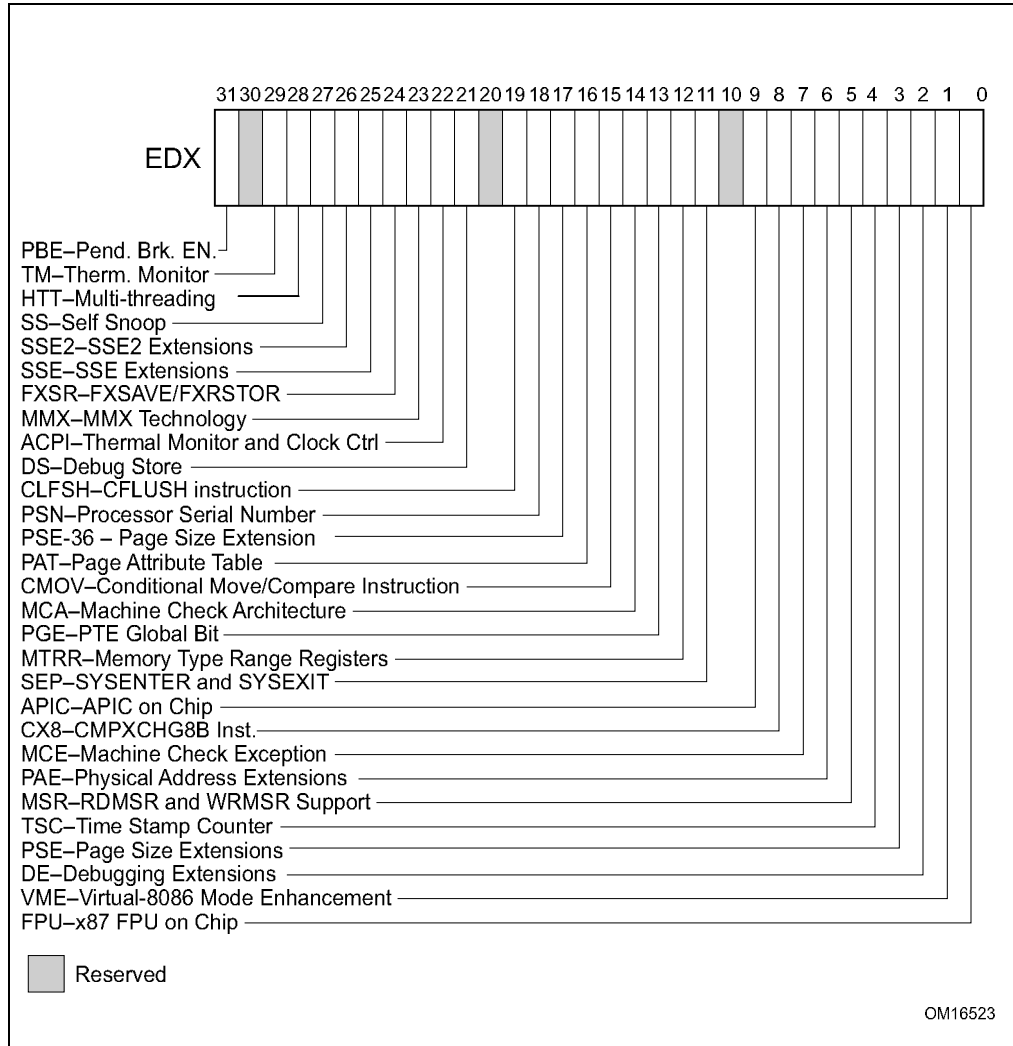 31 30 29 28 27 26 25 24 23 22 21 20 19 18 17 16 15 14 13 12 11 10 9 8 7 6 5 4 3 2 1 0
EDX
PBE–Pend. Brk. EN.
TM–Therm. Monitor
HTT–Multi-threading
SS–Self Snoop
SSE2–SSE2 Extensions
SSE–SSE Extensions
FXSR–FXSAVE/FXRSTOR
MMX–MMX Technology
ACPI–Thermal Monitor and Clock Ctrl
DS–Debug Store
CLFSH–CFLUSH instruction
PSN–Processor Serial Number
PSE-36 – Page Size Extension
PAT–Page Attribute Table
CMOV–Conditional Move/Compare Instruction
MCA–Machine Check Architecture
PGE–PTE Global Bit
MTRR–Memory Type Range Registers
SEP–SYSENTER and SYSEXIT
APIC–APIC on Chip
CX8–CMPXCHG8B Inst.
MCE–Machine Check Exception
PAE–Physical Address Extensions
MSR–RDMSR and WRMSR Support
TSC–Time Stamp Counter
PSE–Page Size Extensions
DE–Debugging Extensions
VME–Virtual-8086 Mode Enhancement
FPU–x87 FPU on Chip
Reserved
OM16523